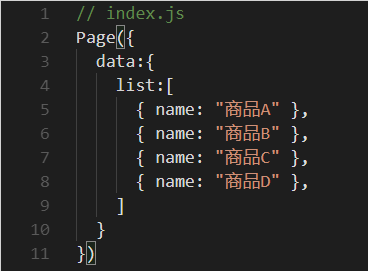 1 // index.js
2 Page({
3   data:{
4     list:[
5       { name: "商品A" },
6       { name: "商品B" },
7       { name: "商品C" },
8       { name: "商品D" },
9     ]
10   }
11 })